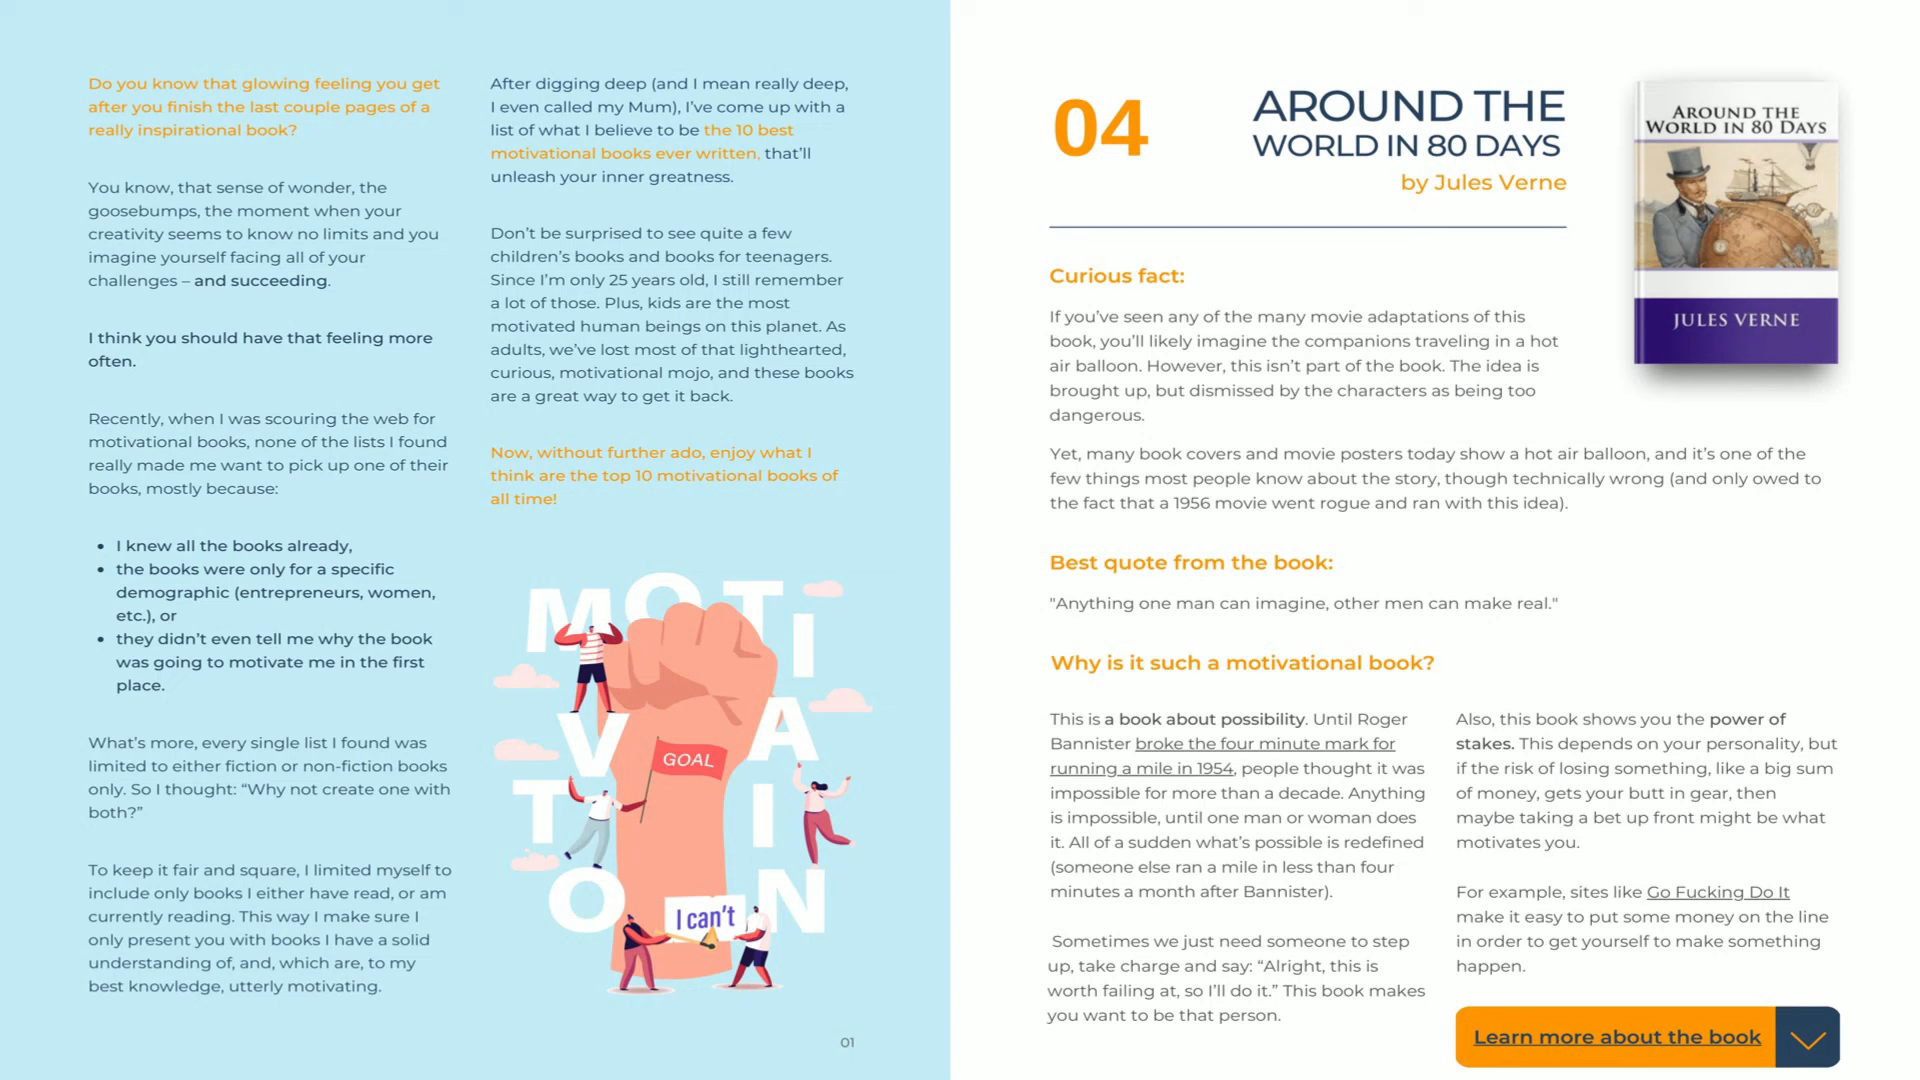 Do you know that glowing feeling you get
after you finish the last couple pages of a
really inspirational book?
You know, that sense of wonder, the
goosebumps, the moment when your
creativity seems to know no limits and you
imagine yourself facing all of your
challenges – and succeeding.
I think you should have that feeling more
often.
Recently, when I was scouring the web for
motivational books, none of the lists I found
really made me want to pick up one of their
books, mostly because:
• I knew all the books already,
• the books were only for a specific
demographic (entrepreneurs, women,
etc.), or
• they didn’t even tell me why the book
was going to motivate me in the first
place.
What’s more, every single list I found was
limited to either fiction or non-fiction books
only. So I thought: “Why not create one with
both?”
To keep it fair and square, I limited myself to
include only books I either have read, or am
currently reading. This way I make sure I
only present you with books I have a solid
understanding of, and, which are, to my
best knowledge, utterly motivating.
After digging deep (and I mean really deep,
I even called my Mum), I’ve come up with a
list of what I believe to be the 10 best
motivational books ever written, that’ll
unleash your inner greatness.
Don’t be surprised to see quite a few
children’s books and books for teenagers.
Since I’m only 25 years old, I still remember
a lot of those. Plus, kids are the most
motivated human beings on this planet. As
adults, we’ve lost most of that lighthearted,
curious, motivational mojo, and these books
are a great way to get it back.
Now, without further ado, enjoy what I
think are the top 10 motivational books of
all time!
MOTIVATION
GOAL
I can't
01
04
AROUND THE
WORLD IN 80 DAYS
by Jules Verne
AROUND THE
WORLD IN 80 DAYS
JULES VERNE
Curious fact:
If you’ve seen any of the many movie adaptations of this
book, you’ll likely imagine the companions traveling in a hot
air balloon. However, this isn’t part of the book. The idea is
brought up, but dismissed by the characters as being too
dangerous.
Yet, many book covers and movie posters today show a hot air balloon, and it’s one of the
few things most people know about the story, though technically wrong (and only owed to
the fact that a 1956 movie went rogue and ran with this idea).
Best quote from the book:
"Anything one man can imagine, other men can make real."
Why is it such a motivational book?
This is a book about possibility. Until Roger
Bannister broke the four minute mark for
running a mile in 1954, people thought it was
impossible for more than a decade. Anything
is impossible, until one man or woman does
it. All of a sudden what’s possible is redefined
(someone else ran a mile in less than four
minutes a month after Bannister).
Sometimes we just need someone to step
up, take charge and say: “Alright, this is
worth failing at, so I’ll do it.” This book makes
you want to be that person.
Also, this book shows you the power of
stakes. This depends on your personality, but
if the risk of losing something, like a big sum
of money, gets your butt in gear, then
maybe taking a bet up front might be what
motivates you.
For example, sites like Go Fucking Do It
make it easy to put some money on the line
in order to get yourself to make something
happen.
Learn more about the book